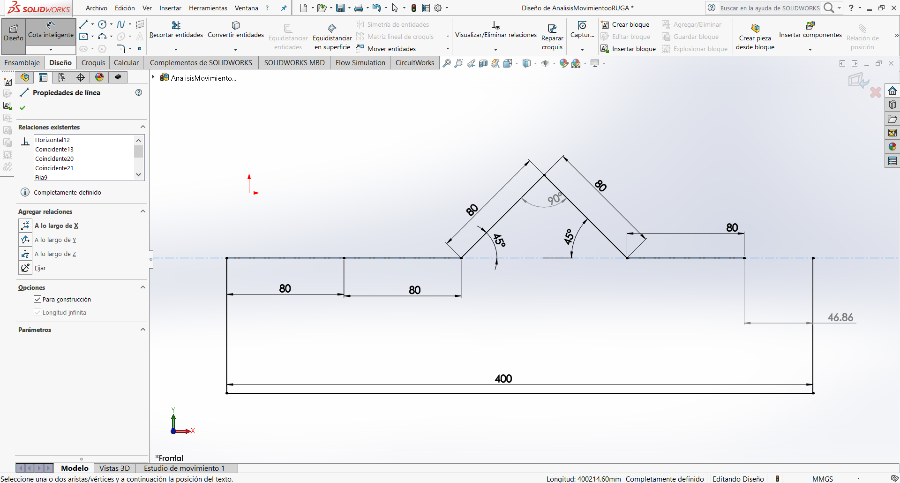 SOLIDWORKS
Archivo Edición Ver Insertar Herramientas Ventana ?
Diseño de AnalisisMovimientoRUGA *
Buscar en la ayuda de SOLIDWORKS
Diseño
Cota inteligente
Recortar entidades
Convertir entidades
Equidistanciar entidades
Equidistanciar en superficie
Simetría de entidades
Matriz lineal de croquis
Mover entidades
Visualizar/Eliminar relaciones
Reparar croquis
Captur...
Crear bloque
Editar bloque
Insertar bloque
Agregar/Eliminar
Guardar bloque
Explosionar bloque
Crear pieza desde bloque
Insertar componentes
Relación de posición
Ensamblaje Diseño Croquis Calcular Complementos de SOLIDWORKS SOLIDWORKS MBD Flow Simulation CircuitWorks
AnalisisMovimiento...
Propiedades de línea
Relaciones existentes
Horizontal12
Coincidente13
Coincidente20
Coincidente21
Fija9
Completamente definido
Agregar relaciones
A lo largo de X
A lo largo de Y
A lo largo de Z
Fijar
Opciones
Para construcción
Longitud infinita
Parámetros
80
80
90°
45°
45°
80
80
80
46.86
400
Y
X
*Frontal
Modelo Vistas 3D Estudio de movimiento 1
Seleccione una o dos aristas/vértices y a continuación la posición del texto.
Longitud: 400214.60mm Completamente definido Editando Diseño MMGS